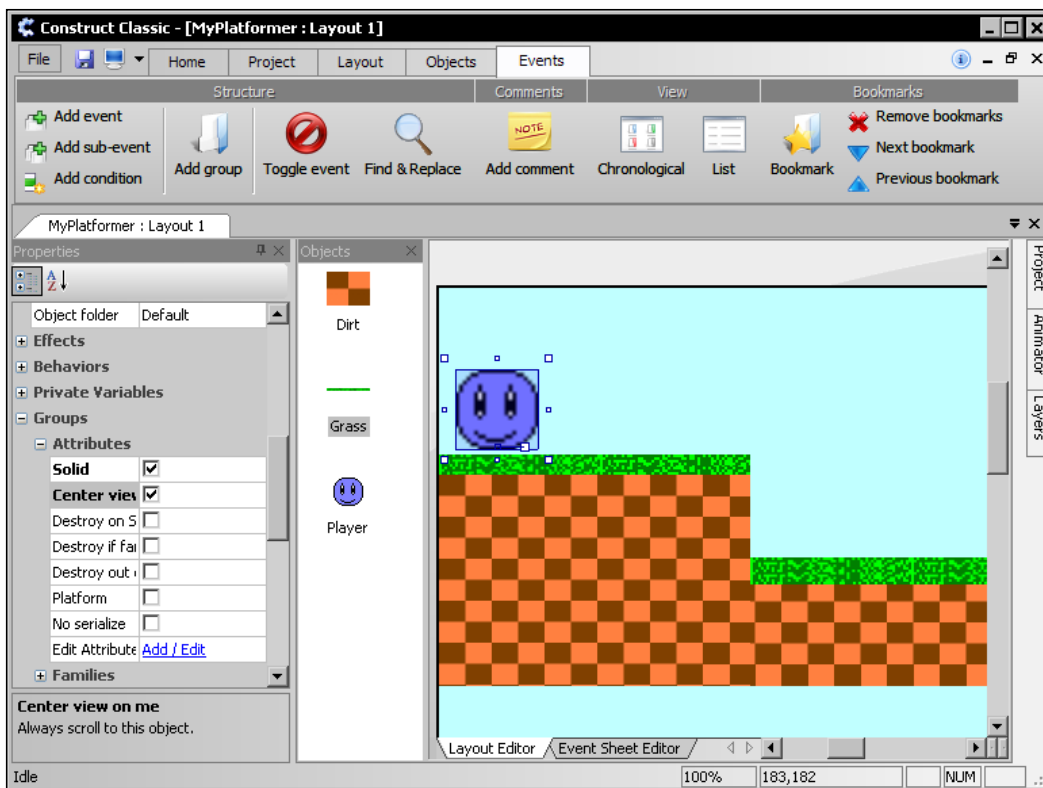 Construct Classic - [MyPlatformer : Layout 1]
File Home Project Layout Objects Events
Structure Comments View Bookmarks
Add event
Add sub-event
Add condition
Add group
Toggle event
Find & Replace
NOTE
Add comment
Chronological
List
Bookmark
Remove bookmarks
Next bookmark
Previous bookmark
MyPlatformer : Layout 1
Properties
A
Z
Object folder Default
Effects
Behaviors
Private Variables
Groups
Attributes
Solid
Center viev
Destroy on S
Destroy if fai
Destroy out
Platform
No serialize
Edit Attribute Add / Edit
Families
Center view on me
Always scroll to this object.
Objects
Dirt
Grass
Player
Project
Animator
Layers
Layout Editor Event Sheet Editor
Idle 100% 183,182 NUM